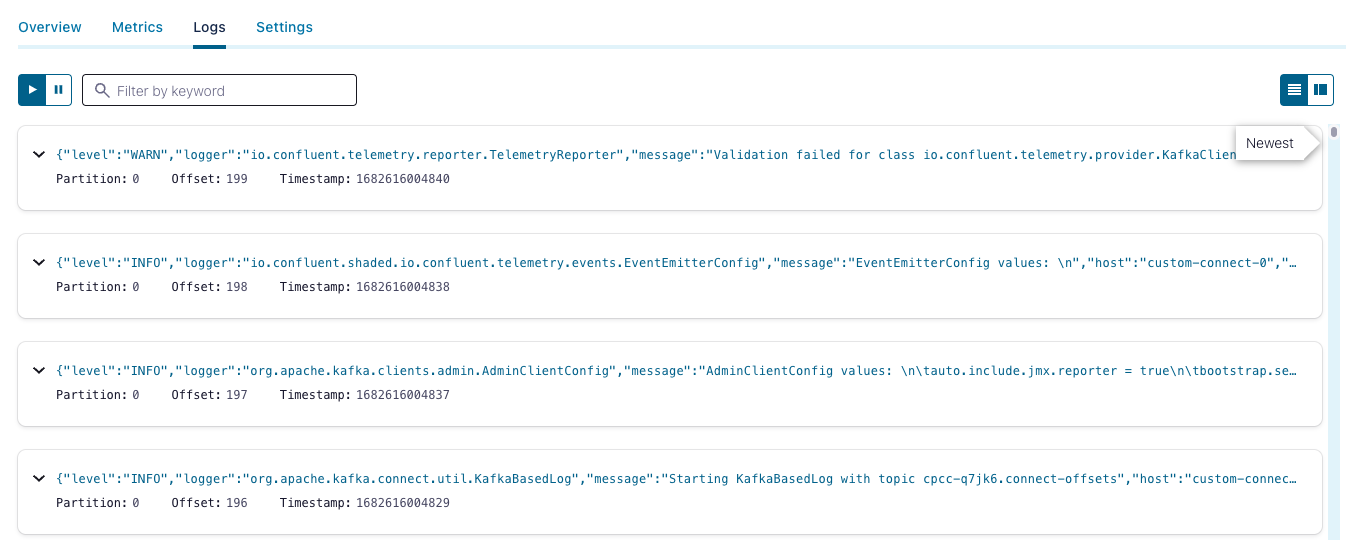 Overview Metrics Logs Settings
Filter by keyword
Newest
{"level":"WARN","logger":"io.confluent.telemetry.reporter.TelemetryReporter","message":"Validation failed for class io.confluent.telemetry.provider.KafkaClien
Partition: 0 Offset: 199 Timestamp: 1682616004840
{"level":"INFO","logger":"io.confluent.shaded.io.confluent.telemetry.events.EventEmitterConfig","message":"EventEmitterConfig values: \n","host":"custom-connect-0","…
Partition: 0 Offset: 198 Timestamp: 1682616004838
{"level":"INFO","logger":"org.apache.kafka.clients.admin.AdminClientConfig","message":"AdminClientConfig values: \n\tauto.include.jmx.reporter = true\n\tbootstrap.se…
Partition: 0 Offset: 197 Timestamp: 1682616004837
{"level":"INFO","logger":"org.apache.kafka.connect.util.KafkaBasedLog","message":"Starting KafkaBasedLog with topic cpcc-q7jk6.connect-offsets","host":"custom-connec…
Partition: 0 Offset: 196 Timestamp: 1682616004829